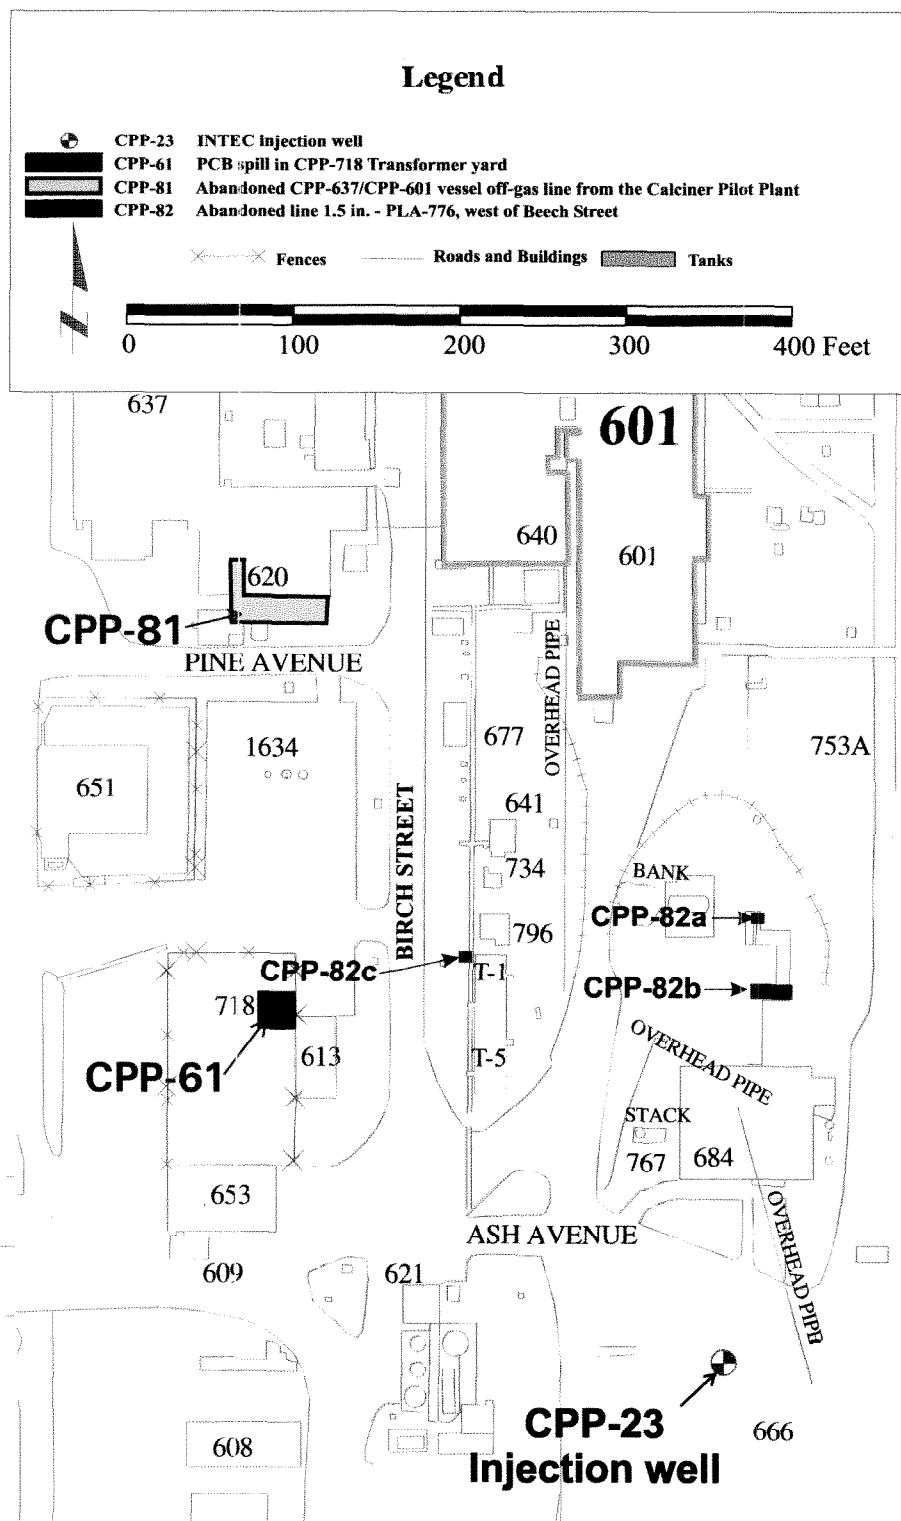 Legend
CPP-23 INTEC injection well
CPP-61 PCB spill in CPP-718 Transformer yard
CPP-81 Abandoned CPP-637/CPP-601 vessel off-gas line from the Calciner Pilot Plant
CPP-82 Abandoned line 1.5 in. - PLA-776, west of Beech Street
Fences Roads and Buildings Tanks
N
0 100 200 300 400 Feet
637
601
640
601
620
CPP-81
PINE AVENUE
OVERHEAD PIPE
677
753A
1634
651
641
BIRCH STREET
734
BANK
CPP-82a
796
CPP-82c
T-1
CPP-82b
718
OVERHEAD PIPE
613
T-5
CPP-61
STACK
767
684
653
OVERHEAD PIPE
ASH AVENUE
609
621
CPP-23
Injection well
666
608